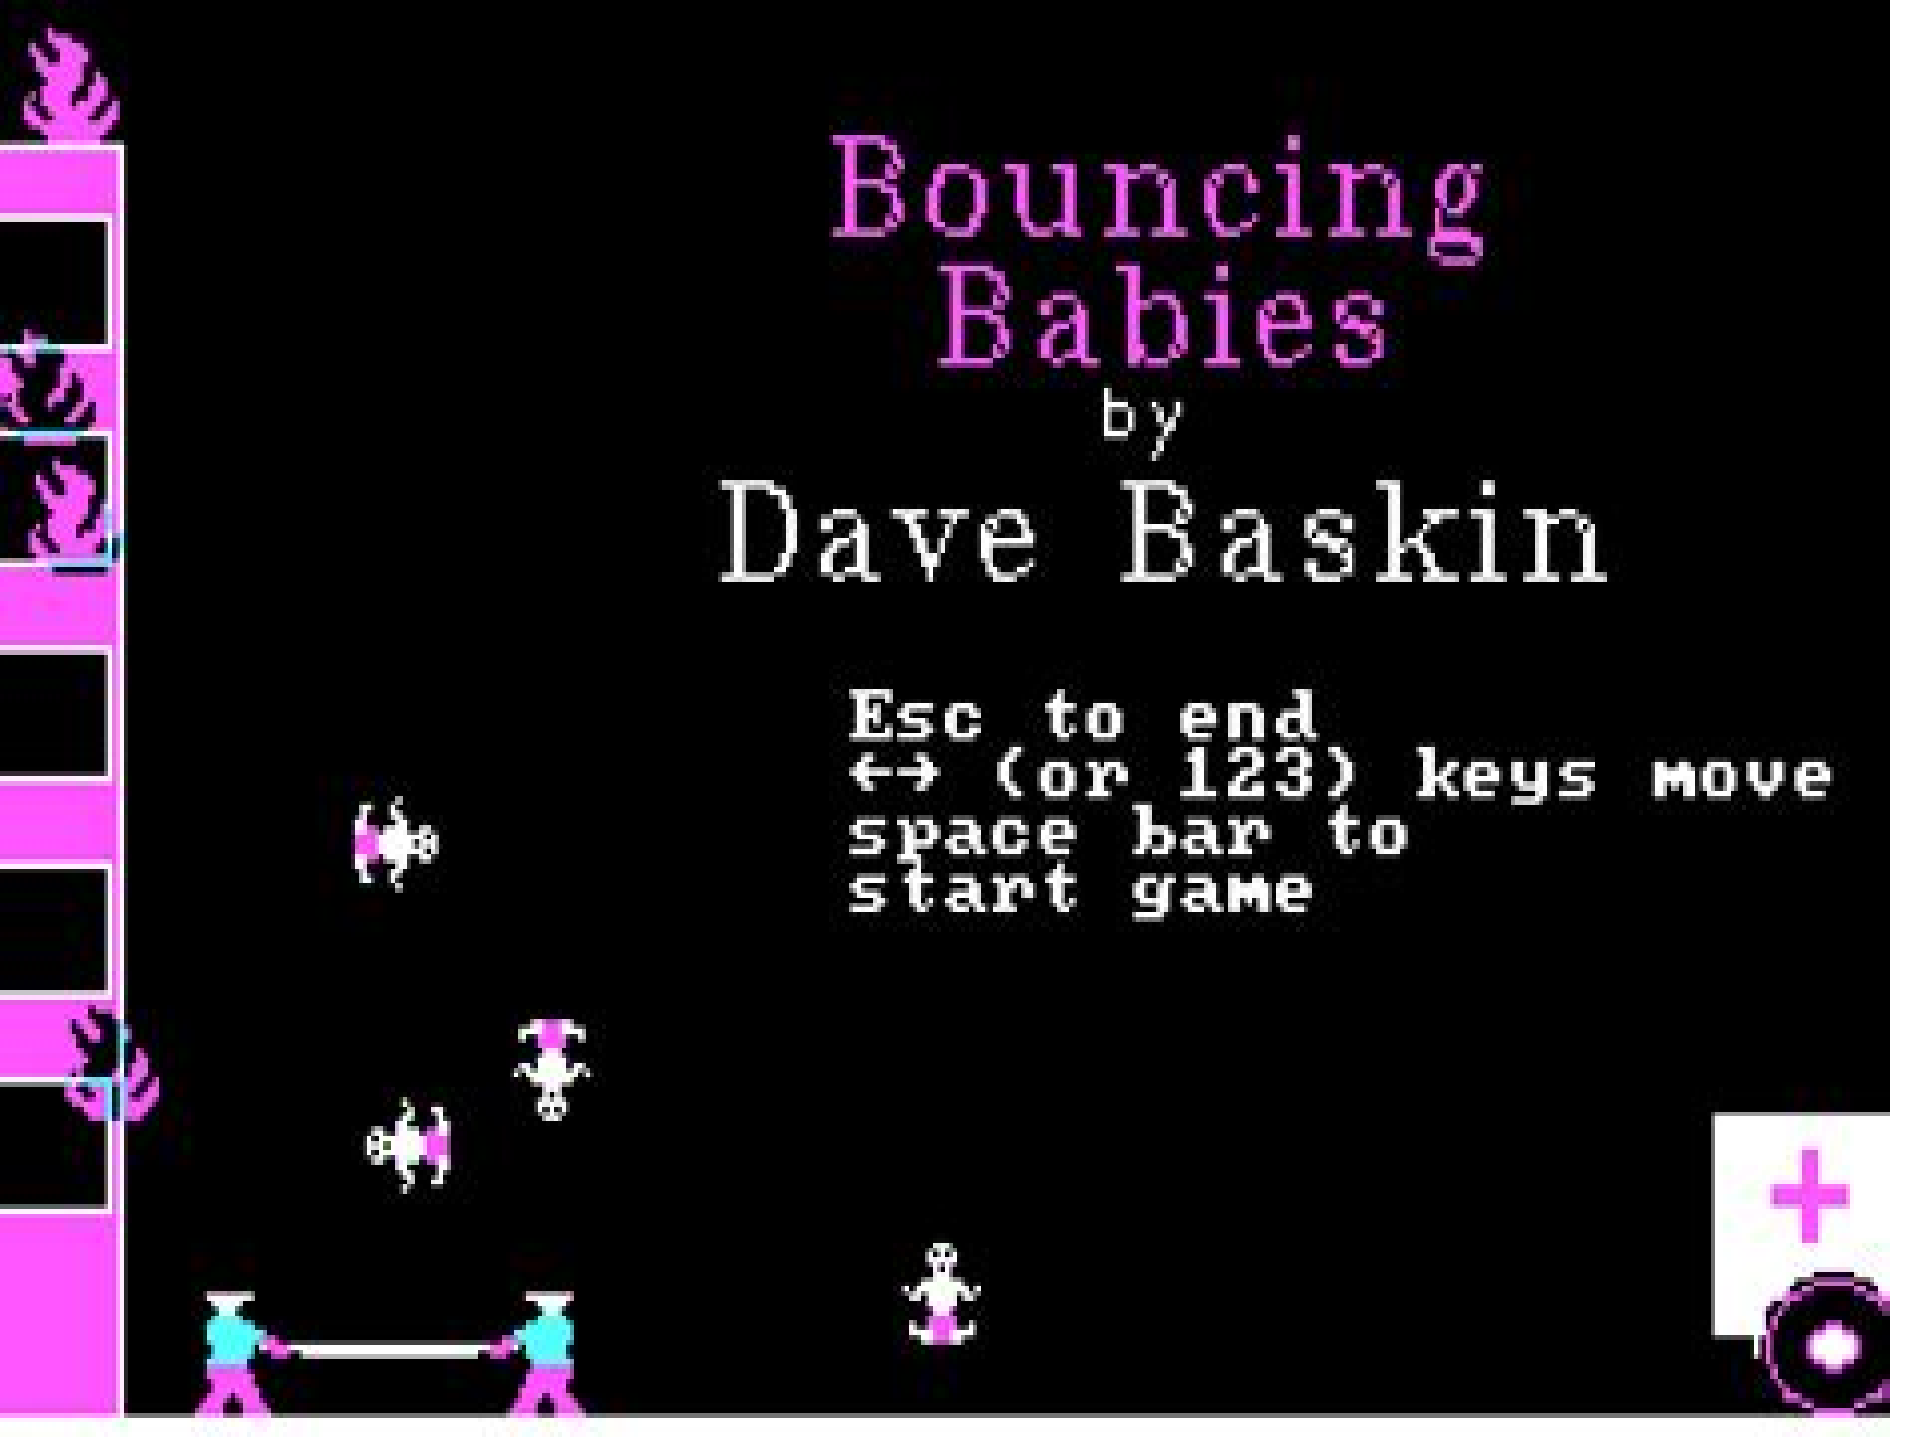 Bouncing
Babies
by
Dave Baskin
Esc to end
←→ (or 123) keys move
space bar to
start game